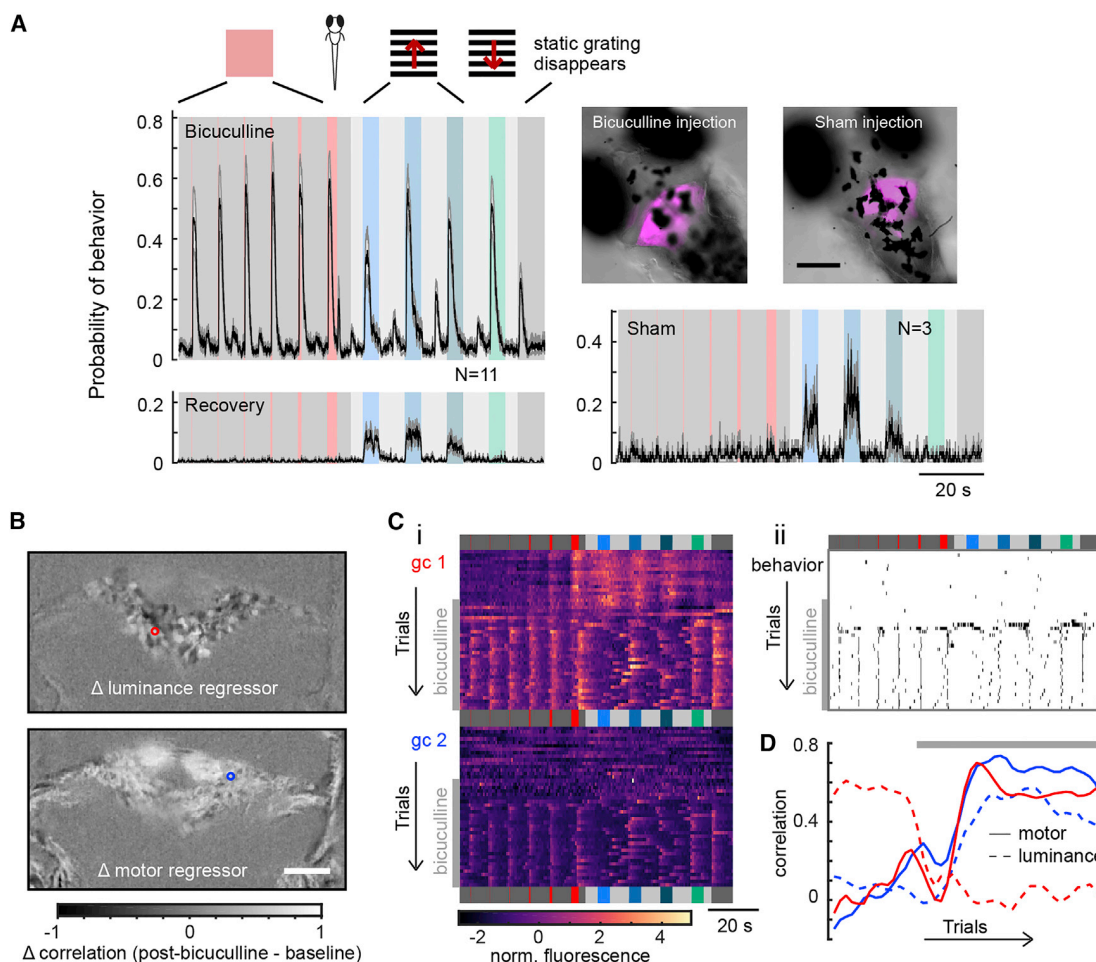 A
static grating
disappears
Probability of behavior
0.8
0.6
0.4
0.2
0
Bicuculline
N=11
0.2
0
Recovery
Bicuculline injection
Sham injection
0.4
0.2
0
Sham
N=3
20 s
B
Δ luminance regressor
Δ motor regressor
-1
0
1
Δ correlation (post-bicuculline - baseline)
C
i
gc 1
Trials
bicuculline
gc 2
Trials
bicuculline
-2
0
2
4
norm. fluorescence
20 s
ii
behavior
Trials
bicuculline
D
0.8
0.4
0
correlation
motor
luminance
Trials